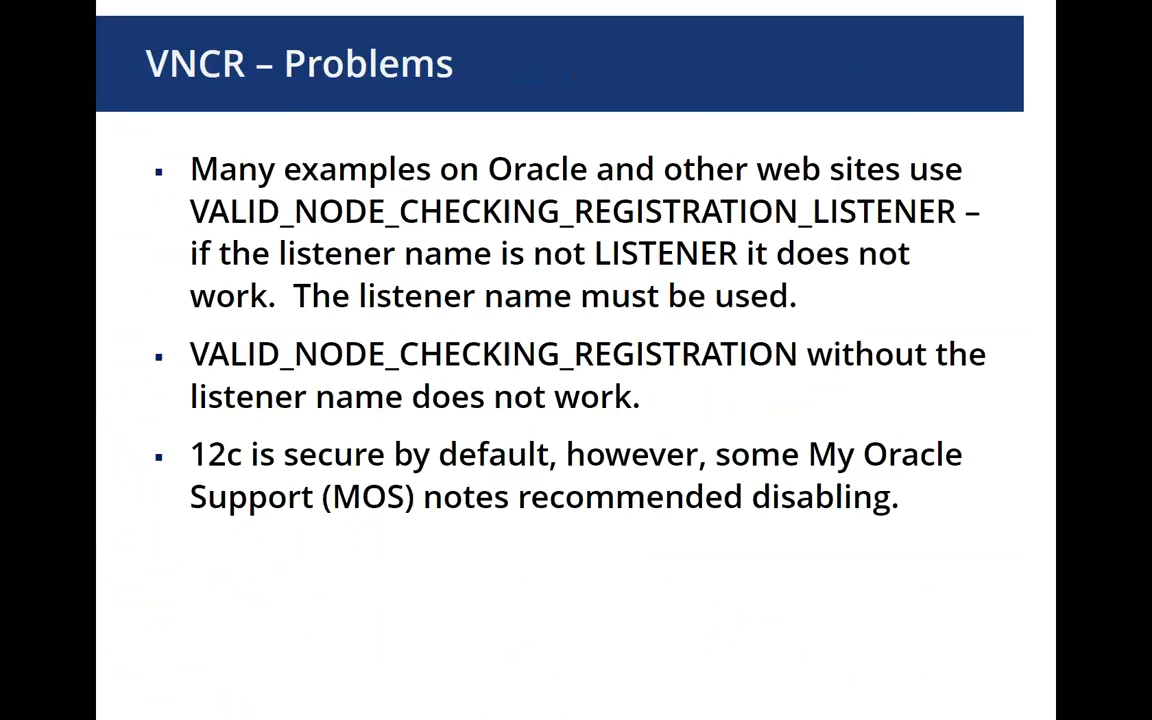 VNCR – Problems
▪ Many examples on Oracle and other web sites use
VALID_NODE_CHECKING_REGISTRATION_LISTENER –
if the listener name is not LISTENER it does not
work.  The listener name must be used.
▪ VALID_NODE_CHECKING_REGISTRATION without the
listener name does not work.
▪ 12c is secure by default, however, some My Oracle
Support (MOS) notes recommended disabling.